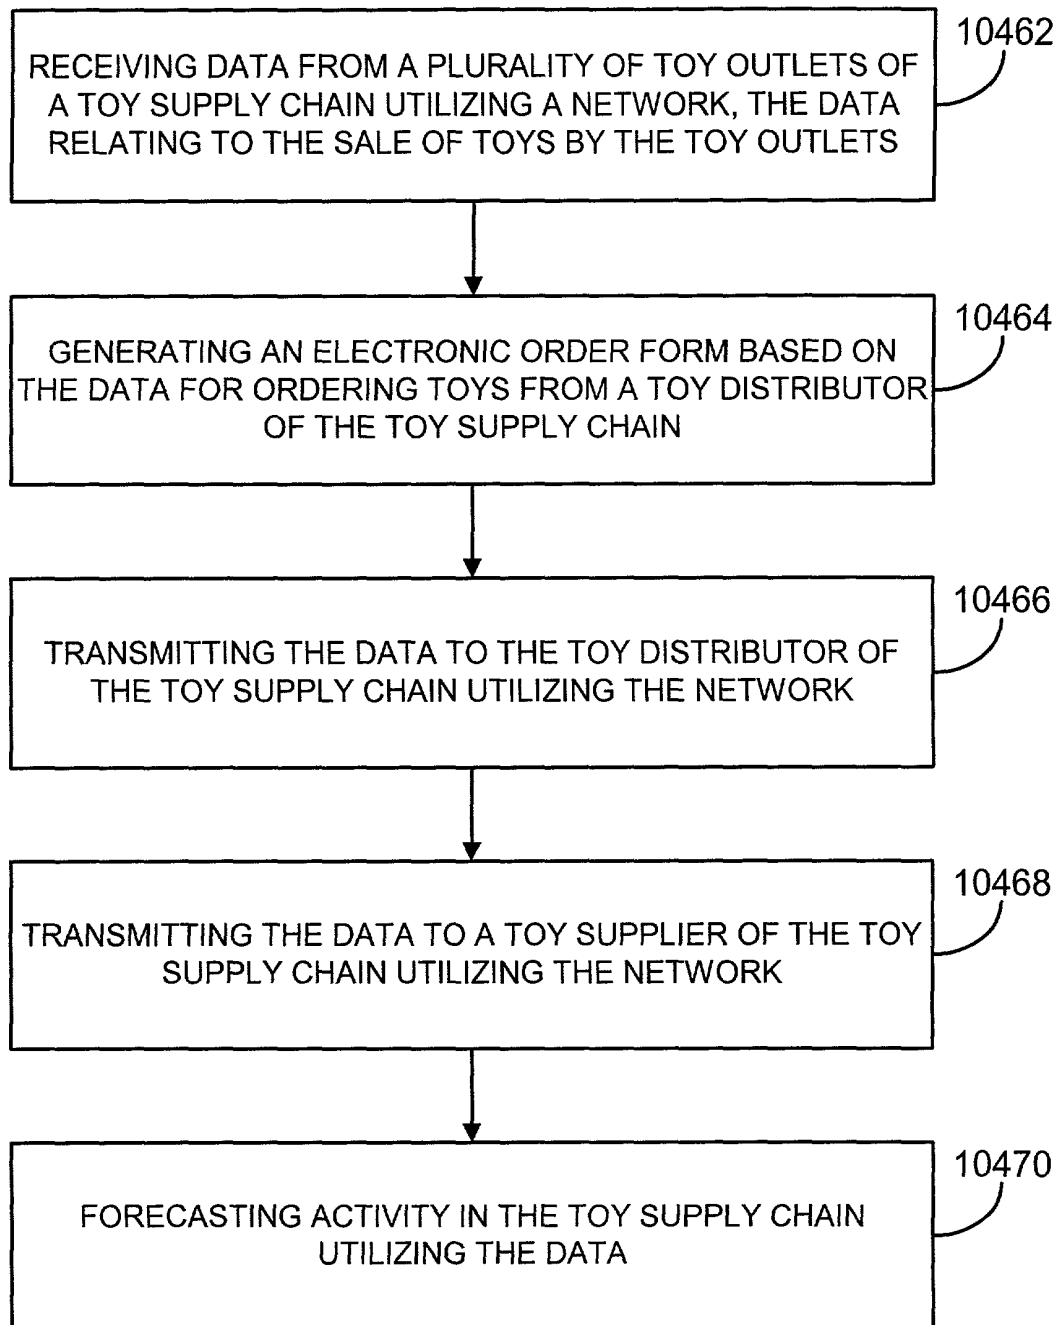 10462
RECEIVING DATA FROM A PLURALITY OF TOY OUTLETS OF
A TOY SUPPLY CHAIN UTILIZING A NETWORK, THE DATA
RELATING TO THE SALE OF TOYS BY THE TOY OUTLETS
10464
GENERATING AN ELECTRONIC ORDER FORM BASED ON
THE DATA FOR ORDERING TOYS FROM A TOY DISTRIBUTOR
OF THE TOY SUPPLY CHAIN
10466
TRANSMITTING THE DATA TO THE TOY DISTRIBUTOR OF
THE TOY SUPPLY CHAIN UTILIZING THE NETWORK
10468
TRANSMITTING THE DATA TO A TOY SUPPLIER OF THE TOY
SUPPLY CHAIN UTILIZING THE NETWORK
10470
FORECASTING ACTIVITY IN THE TOY SUPPLY CHAIN
UTILIZING THE DATA